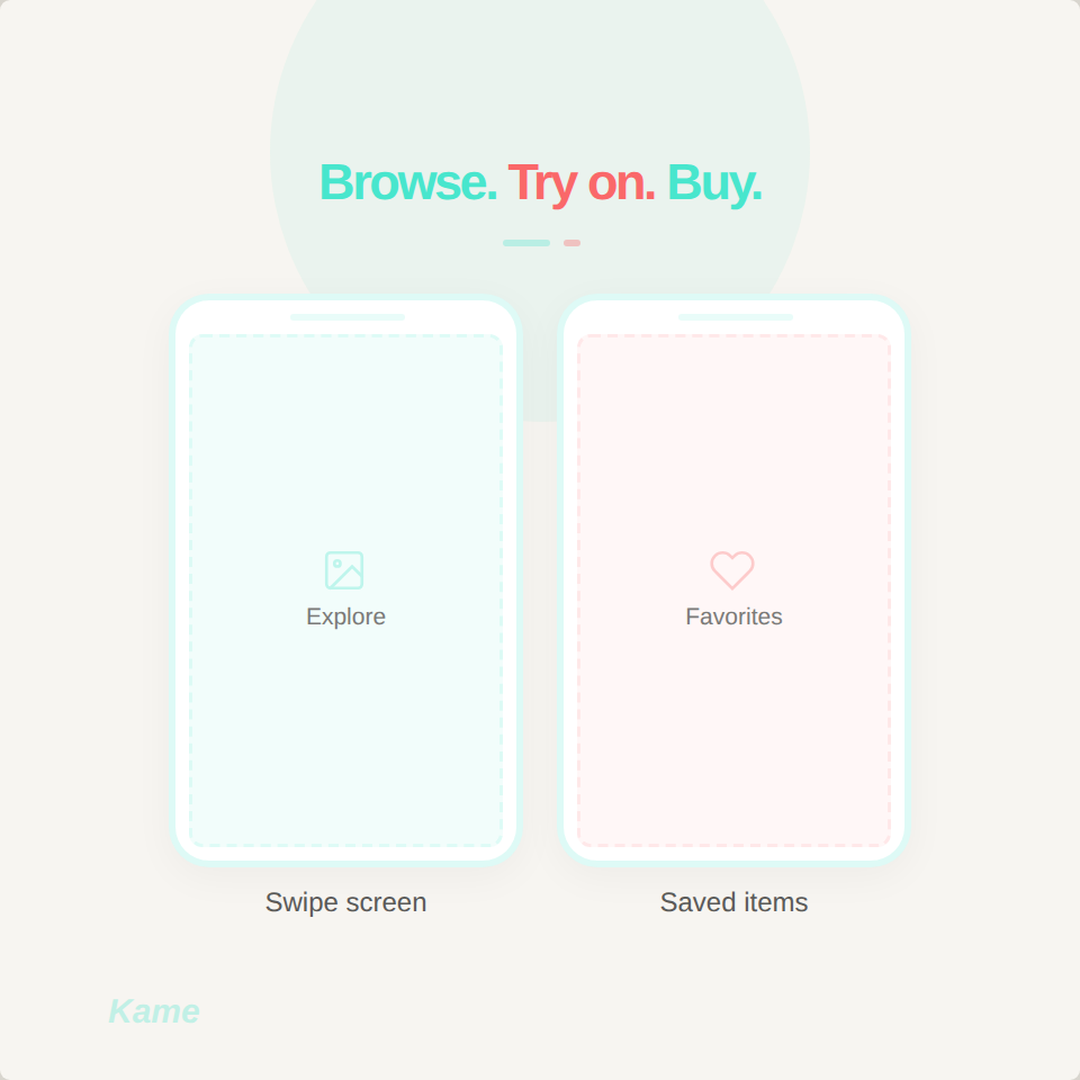 Browse. Try on. Buy.
Explore
Favorites
Swipe screen
Saved items
Kame